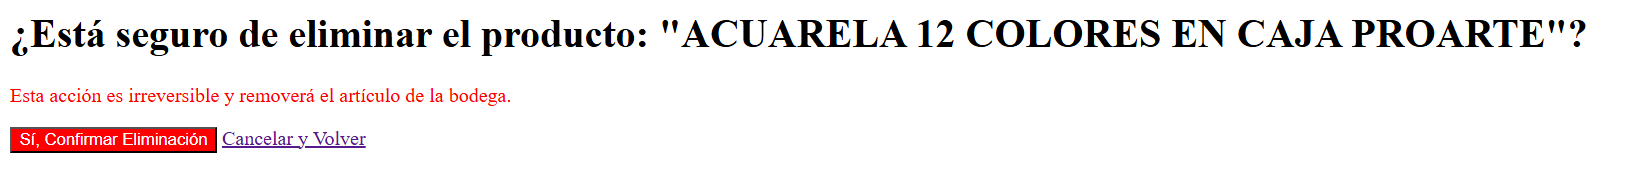 ¿Está seguro de eliminar el producto: "ACUARELA 12 COLORES EN CAJA PROARTE"?
Esta acción es irreversible y removerá el artículo de la bodega.
Sí, Confirmar Eliminación Cancelar y Volver